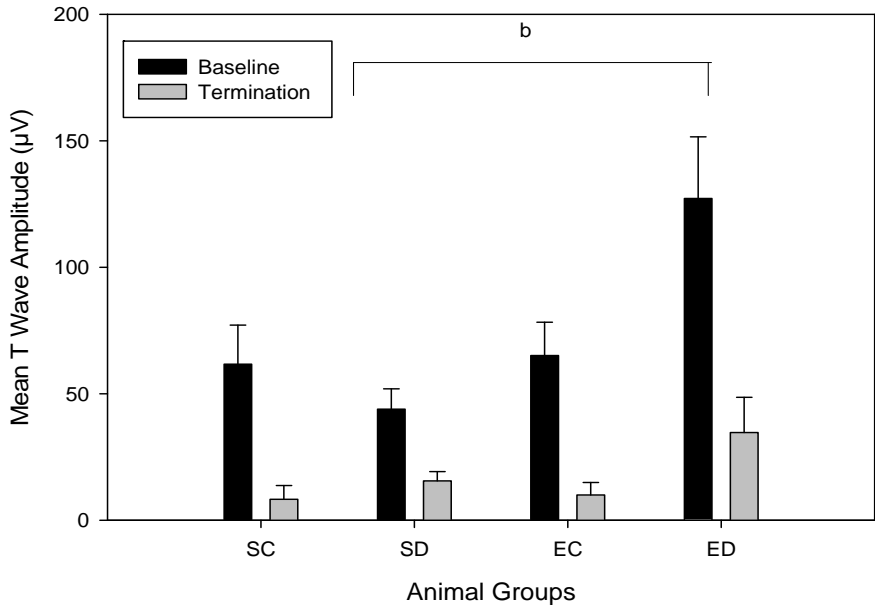 200
b
Baseline
Termination
150
100
50
0
Mean T Wave Amplitude (µV)
SC SD EC ED
Animal Groups